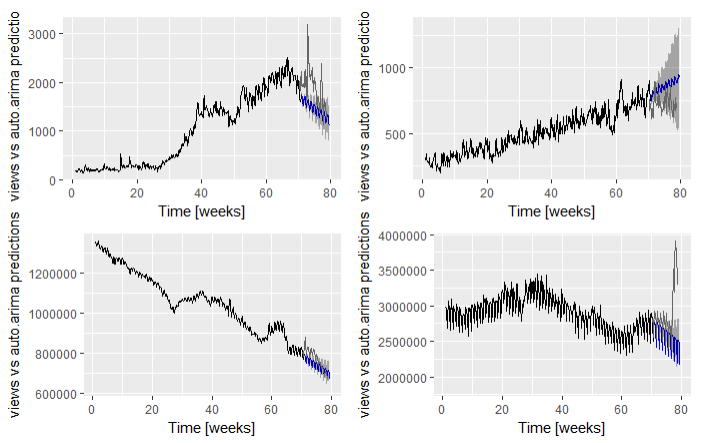 views vs auto.arima predictio
3000
2000
1000
0
0 20 40 60 80
Time [weeks]
views vs auto.arima predictio
1000
500
0 20 40 60 80
Time [weeks]
views vs auto.arima predictions
1200000
1000000
800000
600000
0 20 40 60 80
Time [weeks]
views vs auto.arima predictions
4000000
3500000
3000000
2500000
2000000
0 20 40 60 80
Time [weeks]